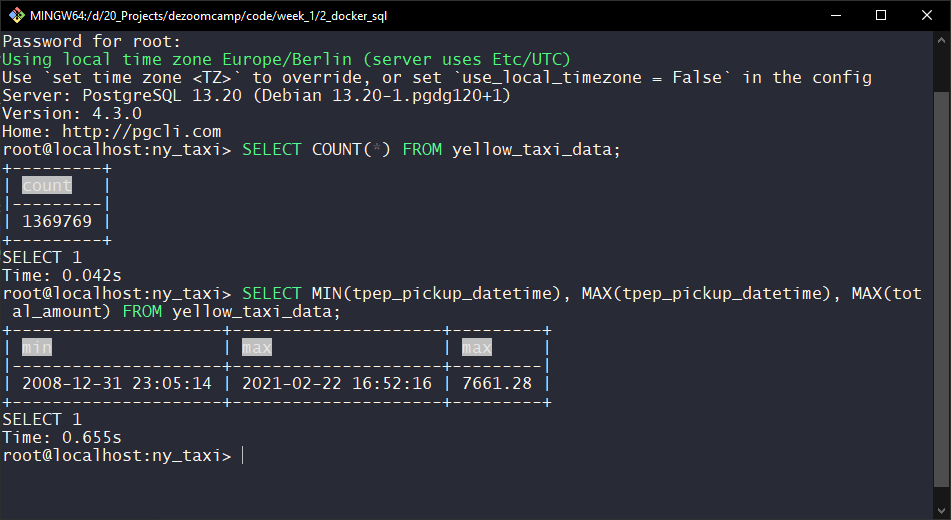 MINGW64:/d/20_Projects/dezoomcamp/code/week_1/2_docker_sql
Password for root:
Using local time zone Europe/Berlin (server uses Etc/UTC)
Use `set time zone <TZ>` to override, or set `use_local_timezone = False` in the config
Server: PostgreSQL 13.20 (Debian 13.20-1.pgdg120+1)
Version: 4.3.0
Home: http://pgcli.com
root@localhost:ny_taxi> SELECT COUNT(*) FROM yellow_taxi_data;
+---------+
| count   |
|---------|
| 1369769 |
+---------+
SELECT 1
Time: 0.042s
root@localhost:ny_taxi> SELECT MIN(tpep_pickup_datetime), MAX(tpep_pickup_datetime), MAX(tot
 al_amount) FROM yellow_taxi_data;
+---------------------+---------------------+---------+
| min                 | max                 | max     |
|---------------------+---------------------+---------|
| 2008-12-31 23:05:14 | 2021-02-22 16:52:16 | 7661.28 |
+---------------------+---------------------+---------+
SELECT 1
Time: 0.655s
root@localhost:ny_taxi>